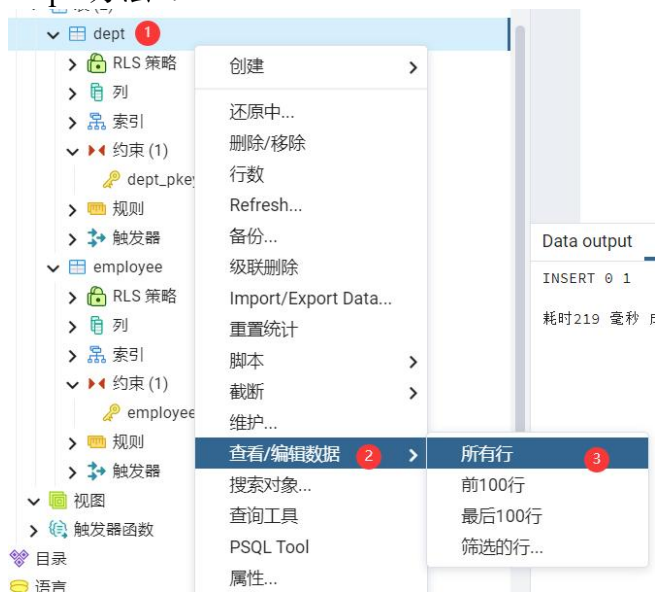 dept 1
RLS 策略
列
索引
约束 (1)
dept_pkey
规则
触发器
employee
RLS 策略
列
索引
约束 (1)
employee
规则
触发器
视图
触发器函数
目录
语言
创建
还原中...
删除/移除
行数
Refresh...
备份...
级联删除
Import/Export Data...
重置统计
脚本
截断
维护...
查看/编辑数据 2
搜索对象...
查询工具
PSQL Tool
属性...
所有行 3
前100行
最后100行
筛选的行...
Data output
INSERT 0 1
耗时219 毫秒